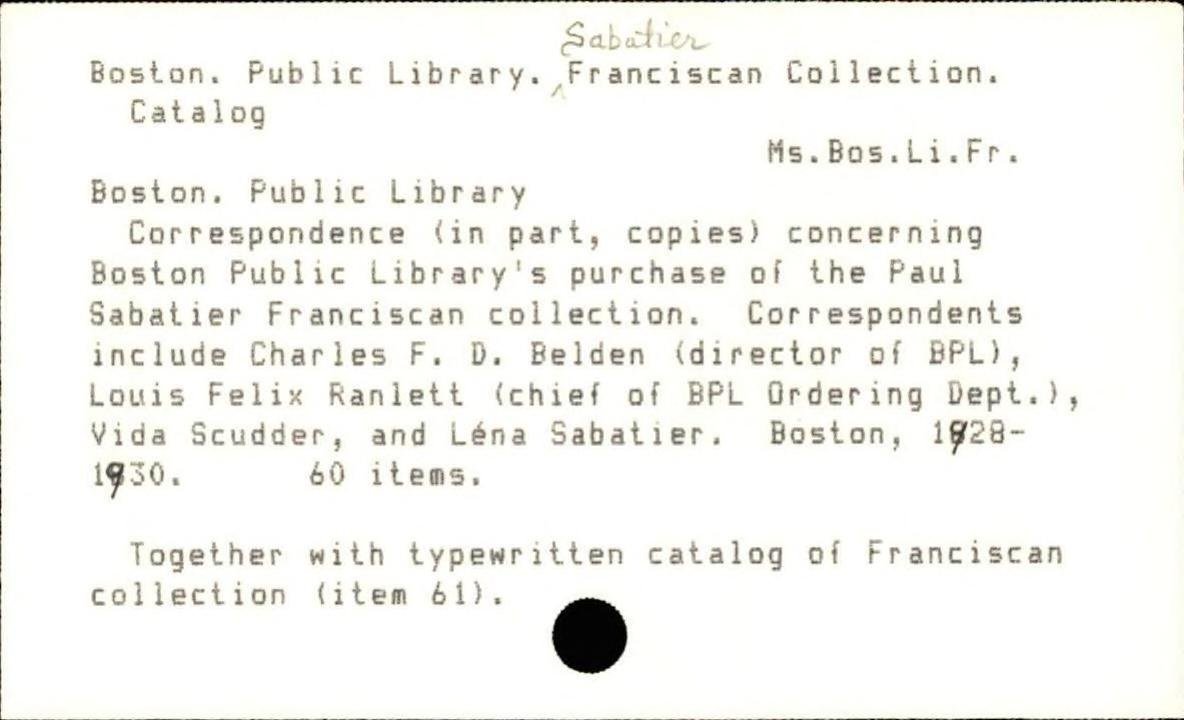 Boston. Public Library. Sabatier Franciscan Collection.
Catalog
Ms.Bos.Li.Fr.
Boston. Public Library
Correspondence (in part, copies) concerning
Boston Public Library's purchase of the Paul
Sabatier Franciscan collection. Correspondents
include Charles F. D. Belden (director of BPL),
Louis Felix Ranlett (chief of BPL Ordering Dept.),
Vida Scudder, and Léna Sabatier. Boston, 1928-
1930. 60 items.
Together with typewritten catalog of Franciscan
collection (item 61).